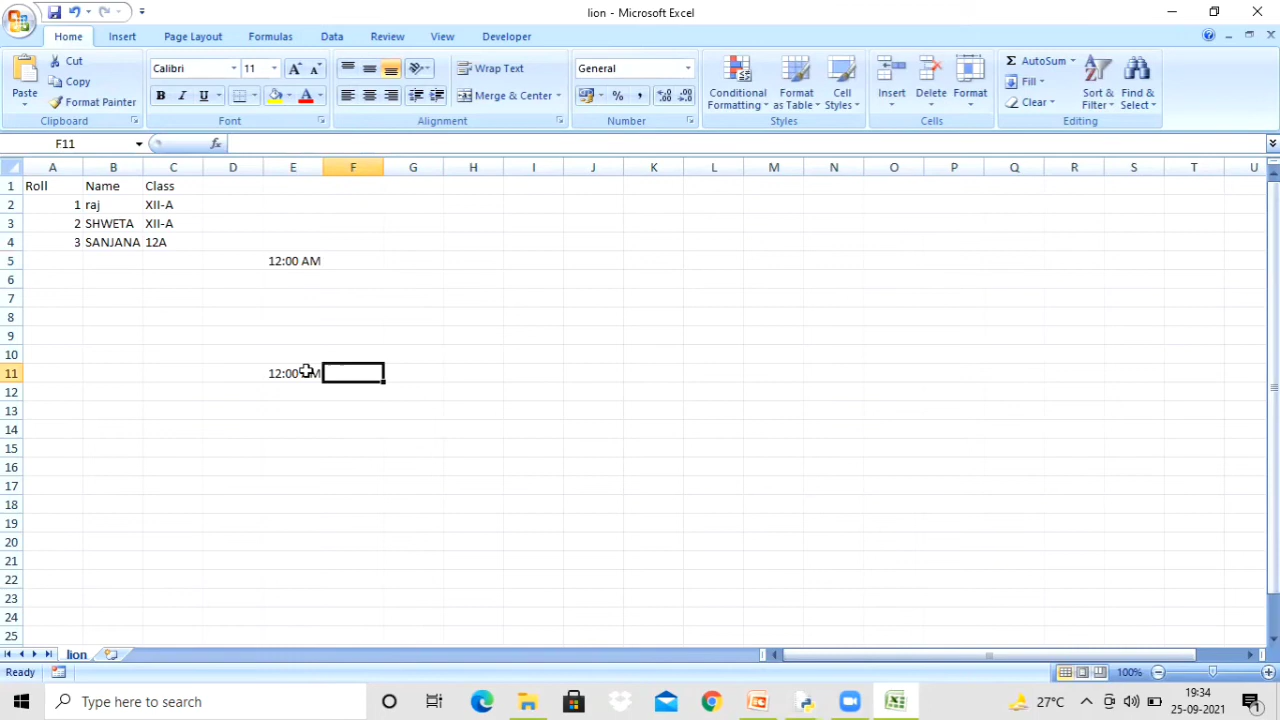 lion - Microsoft Excel
Home Insert Page Layout Formulas Data Review View Developer
Paste
Cut
Copy
Format Painter
Clipboard
Calibri 11
B I U
Font
Wrap Text
Merge & Center
Alignment
General
Number
Conditional Formatting
Format as Table
Cell Styles
Styles
Insert
Delete
Format
Cells
AutoSum
Fill
Clear
Sort & Filter
Find & Select
Editing
F11
A B C D E F G H I J K L M N O P Q R S T U
1 Roll Name Class
2 1 raj XII-A
3 2 SHWETA XII-A
4 3 SANJANA 12A
5 12:00 AM
6
7
8
9
10
11 12:00
12
13
14
15
16
17
18
19
20
21
22
23
24
25
lion
Ready 100%
Type here to search 27°C 19:34
25-09-2021